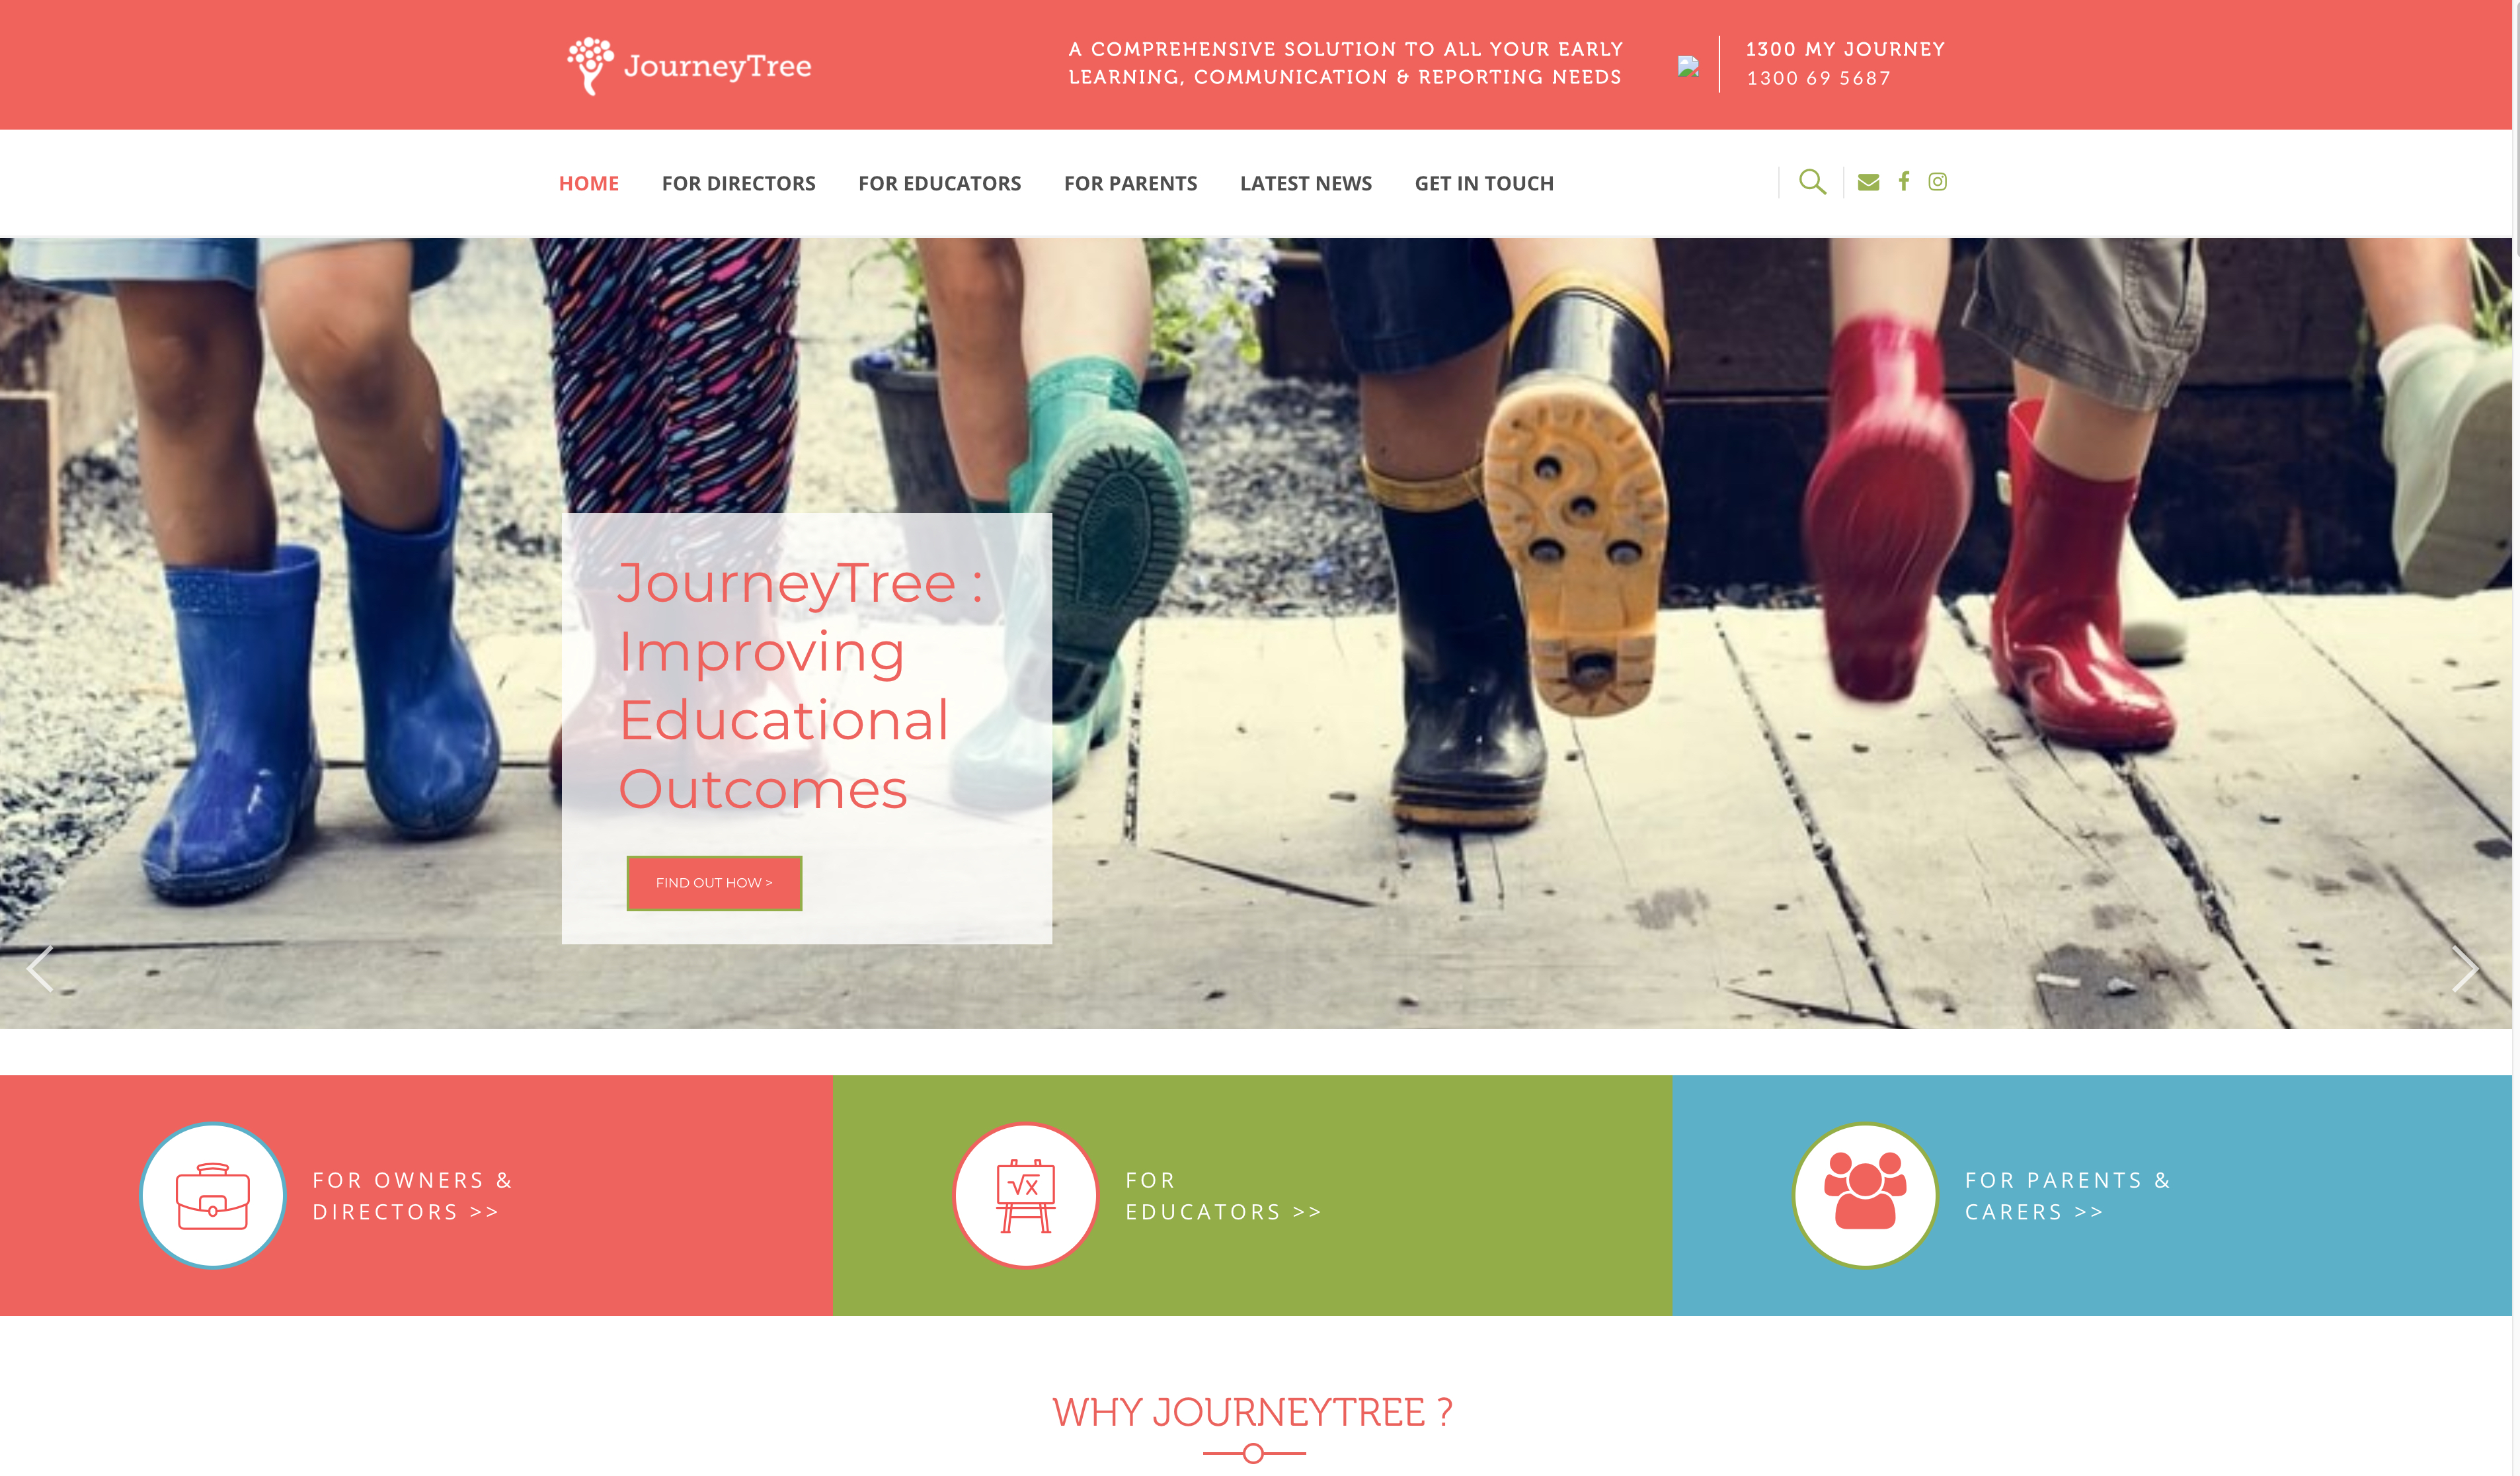 JourneyTree
A COMPREHENSIVE SOLUTION TO ALL YOUR EARLY
LEARNING, COMMUNICATION & REPORTING NEEDS
1300 MY JOURNEY
1300 69 5687
HOME FOR DIRECTORS FOR EDUCATORS FOR PARENTS LATEST NEWS GET IN TOUCH
JourneyTree :
Improving
Educational
Outcomes
FIND OUT HOW >
FOR OWNERS &
DIRECTORS >>
√x
FOR
EDUCATORS >>
FOR PARENTS &
CARERS >>
WHY JOURNEYTREE ?